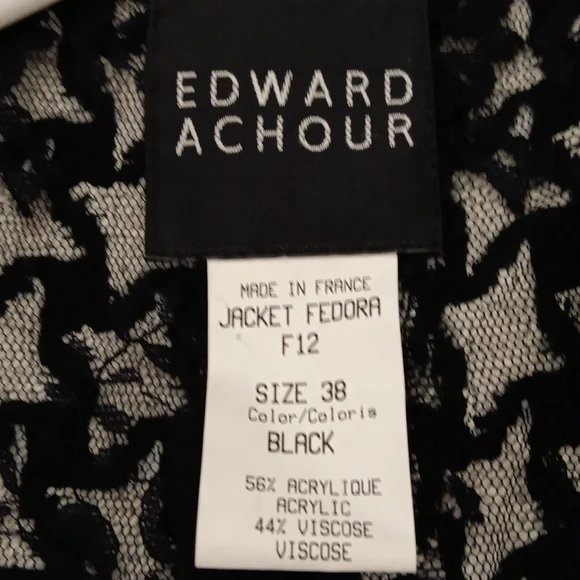 EDWARD
ACHOUR
MADE IN FRANCE
JACKET FEDORA
F12
SIZE 38
Color/Coloris
BLACK
56% ACRYLIQUE
ACRYLIC
44% VISCOSE
VISCOSE